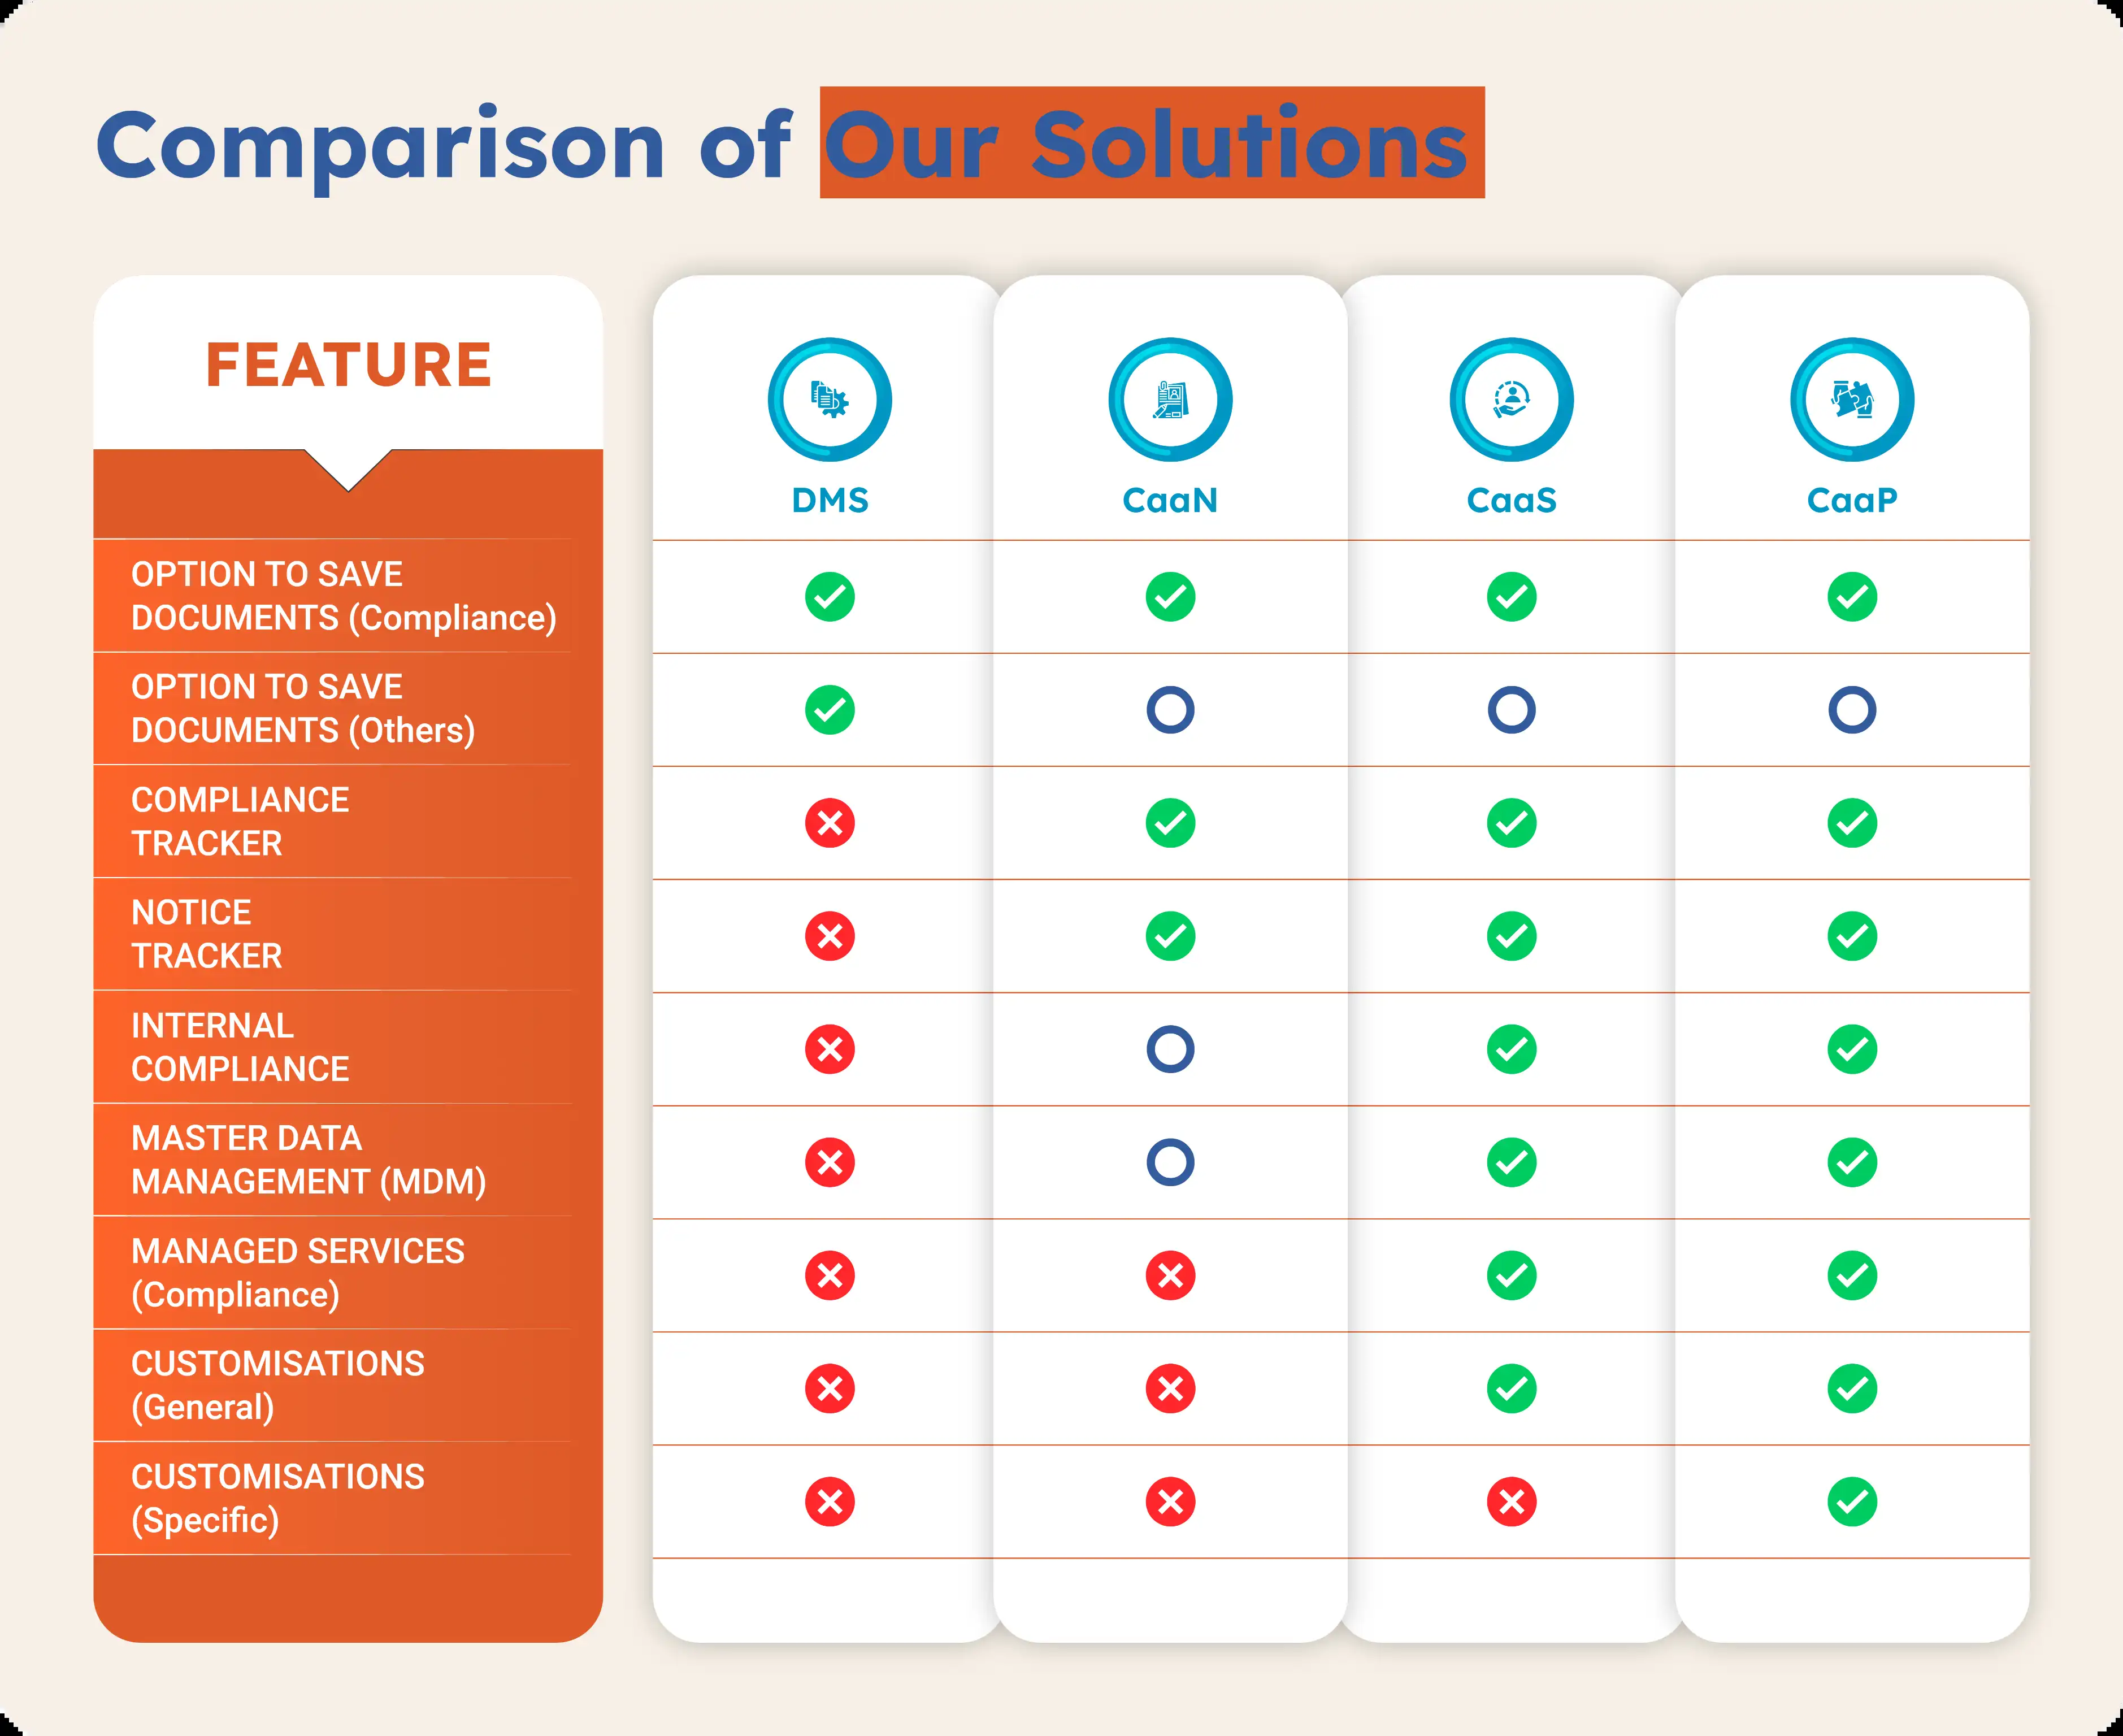 Comparison of Our Solutions
FEATURE
DMS
CaaN
CaaS
CaaP
OPTION TO SAVE
DOCUMENTS (Compliance)
OPTION TO SAVE
DOCUMENTS (Others)
COMPLIANCE
TRACKER
NOTICE
TRACKER
INTERNAL
COMPLIANCE
MASTER DATA
MANAGEMENT (MDM)
MANAGED SERVICES
(Compliance)
CUSTOMISATIONS
(General)
CUSTOMISATIONS
(Specific)